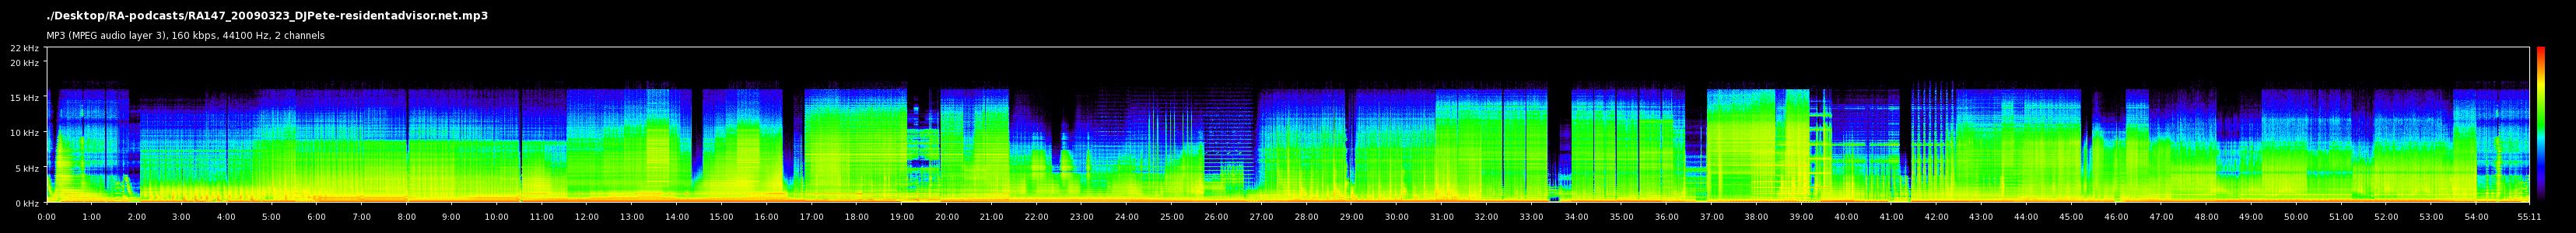 ./Desktop/RA-podcasts/RA147_20090323_DJPete-residentadvisor.net.mp3
MP3 (MPEG audio layer 3), 160 kbps, 44100 Hz, 2 channels
22 kHz
20 kHz
15 kHz
10 kHz
5 kHz
0 kHz
0:00 1:00 2:00 3:00 4:00 5:00 6:00 7:00 8:00 9:00 10:00 11:00 12:00 13:00 14:00 15:00 16:00 17:00 18:00 19:00 20:00 21:00 22:00 23:00 24:00 25:00 26:00 27:00 28:00 29:00 30:00 31:00 32:00 33:00 34:00 35:00 36:00 37:00 38:00 39:00 40:00 41:00 42:00 43:00 44:00 45:00 46:00 47:00 48:00 49:00 50:00 51:00 52:00 53:00 54:00 55:11